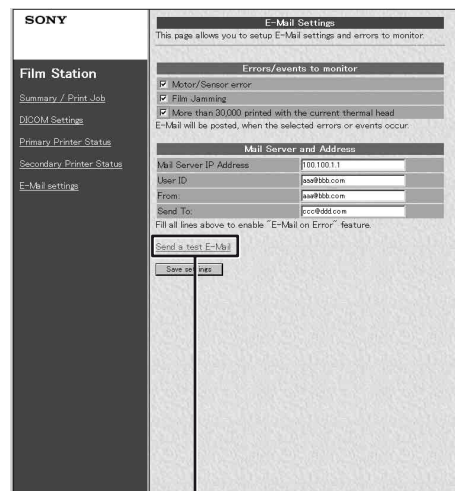 SONY
Film Station
Summary / Print Job
DICOM Settings
Primary Printer Status
Secondary Printer Status
E-Mail settings
E-Mail Settings
This page allows you to setup E-Mail settings and errors to monitor.
Errors/events to monitor
Motor/Sensor error
Film Jamming
More than 30,000 printed with the current thermal head
E-Mail will be posted, when the selected errors or events occur.
Mail Server and Address
Mail Server IP Address 100.100.1.1
User ID aaa@bbb.com
From: aaa@bbb.com
Send To: ccc@ddd.com
Fill all lines above to enable "E-Mail on Error" feature.
Send a test E-Mail
Save settings